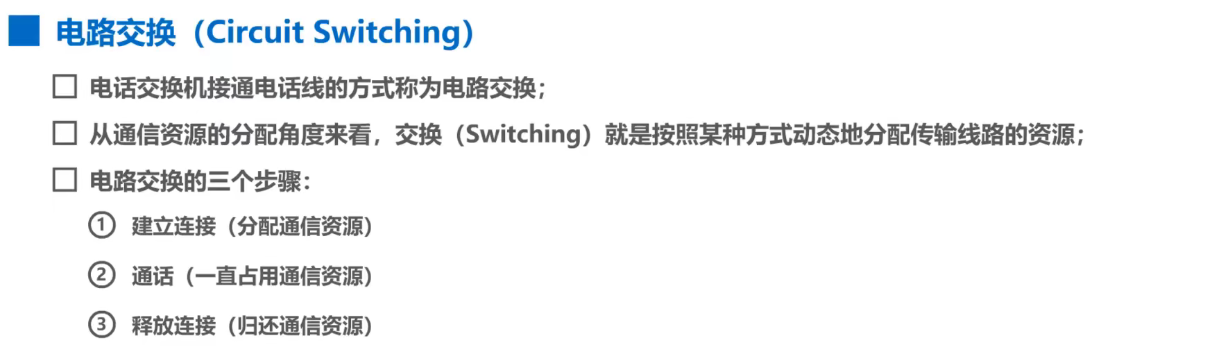 电路交换（Circuit Switching）
电话交换机接通电话线的方式称为电路交换；
从通信资源的分配角度来看，交换（Switching）就是按照某种方式动态地分配传输线路的资源；
电路交换的三个步骤：
① 建立连接（分配通信资源）
② 通话（一直占用通信资源）
③ 释放连接（归还通信资源）